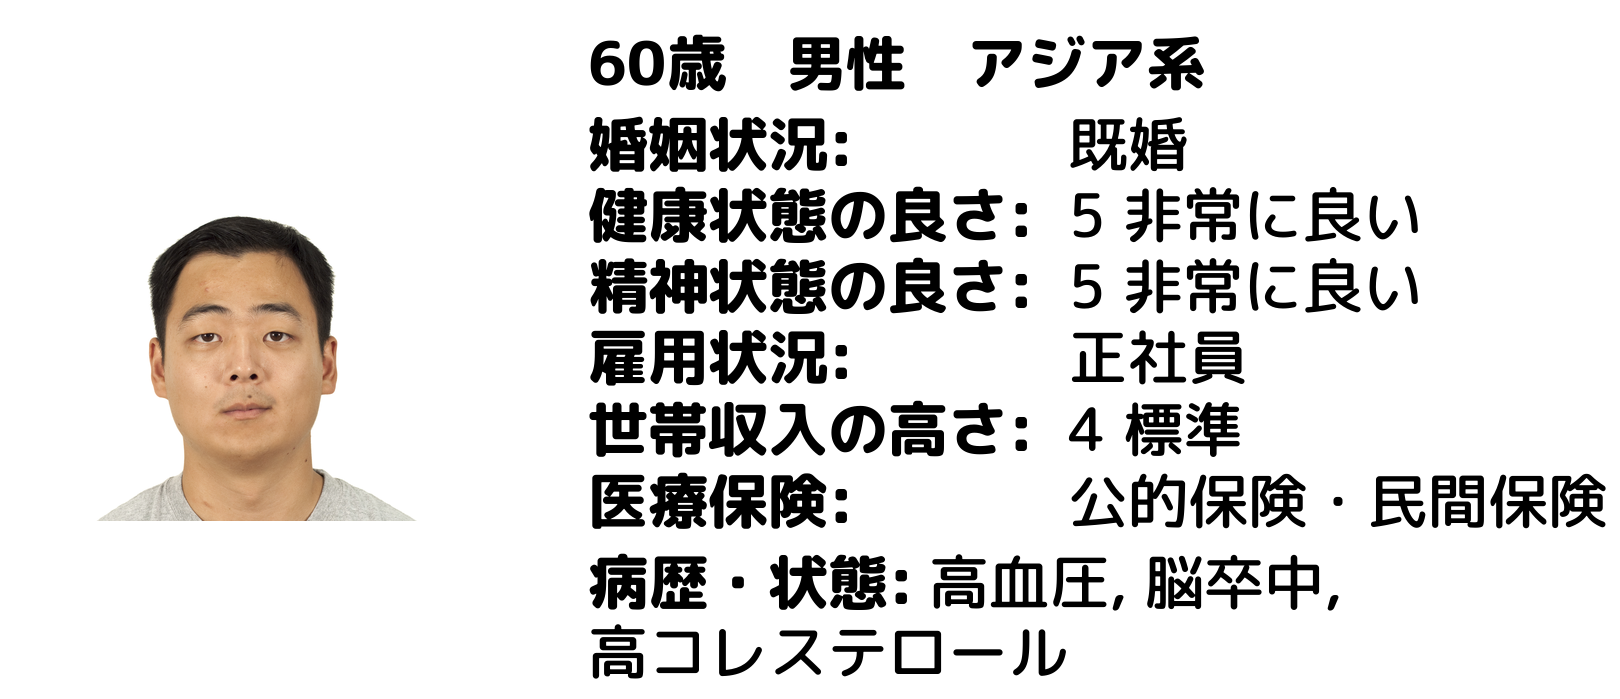 60歳　男性　アジア系
婚姻状況: 既婚
健康状態の良さ: 5 非常に良い
精神状態の良さ: 5 非常に良い
雇用状況: 正社員
世帯収入の高さ: 4 標準
医療保険: 公的保険・民間保険
病歴・状態: 高血圧, 脳卒中,
高コレステロール